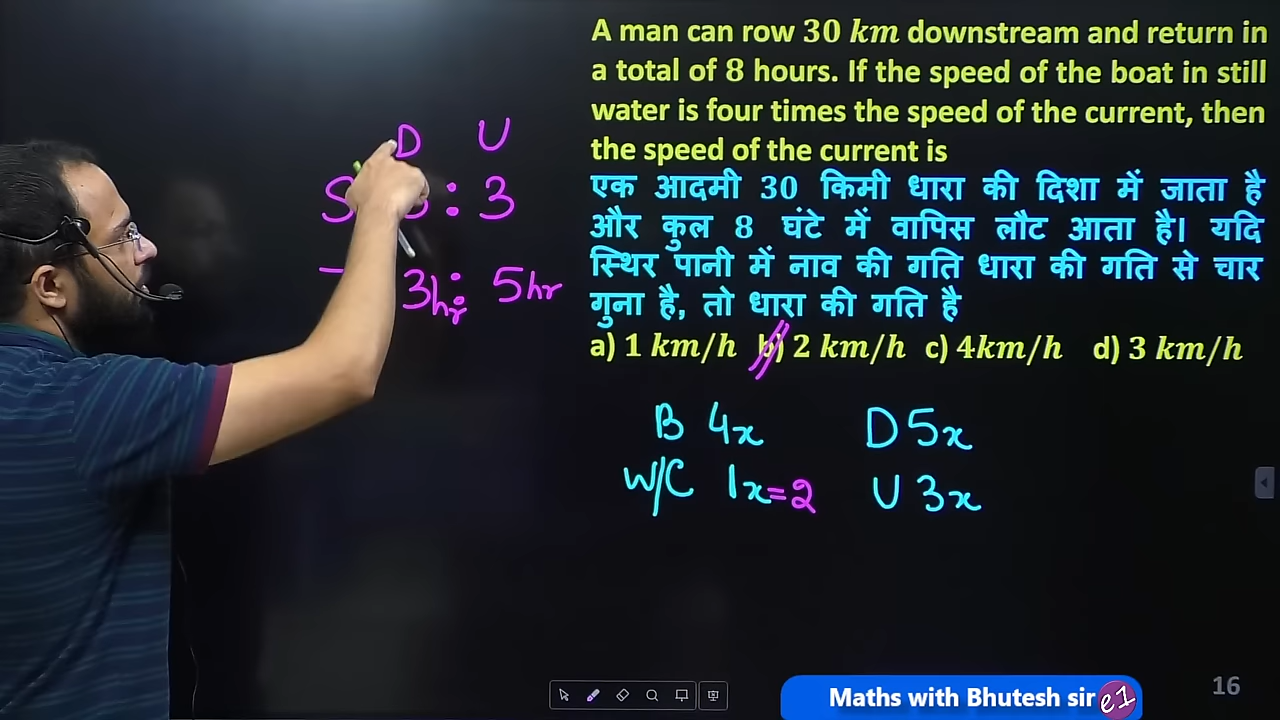 A man can row 30 km downstream and return in
a total of 8 hours. If the speed of the boat in still
water is four times the speed of the current, then
the speed of the current is
एक आदमी 30 किमी धारा की दिशा में जाता है
और कुल 8 घंटे में वापिस लौट आता है। यदि
स्थिर पानी में नाव की गति धारा की गति से चार
गुना है, तो धारा की गति है
a) 1 km/h b) 2 km/h c) 4km/h d) 3 km/h
D U
S : 3
3hr : 5hr
B 4x D 5x
W/C 1x=2 U 3x
Maths with Bhutesh sir e1
16